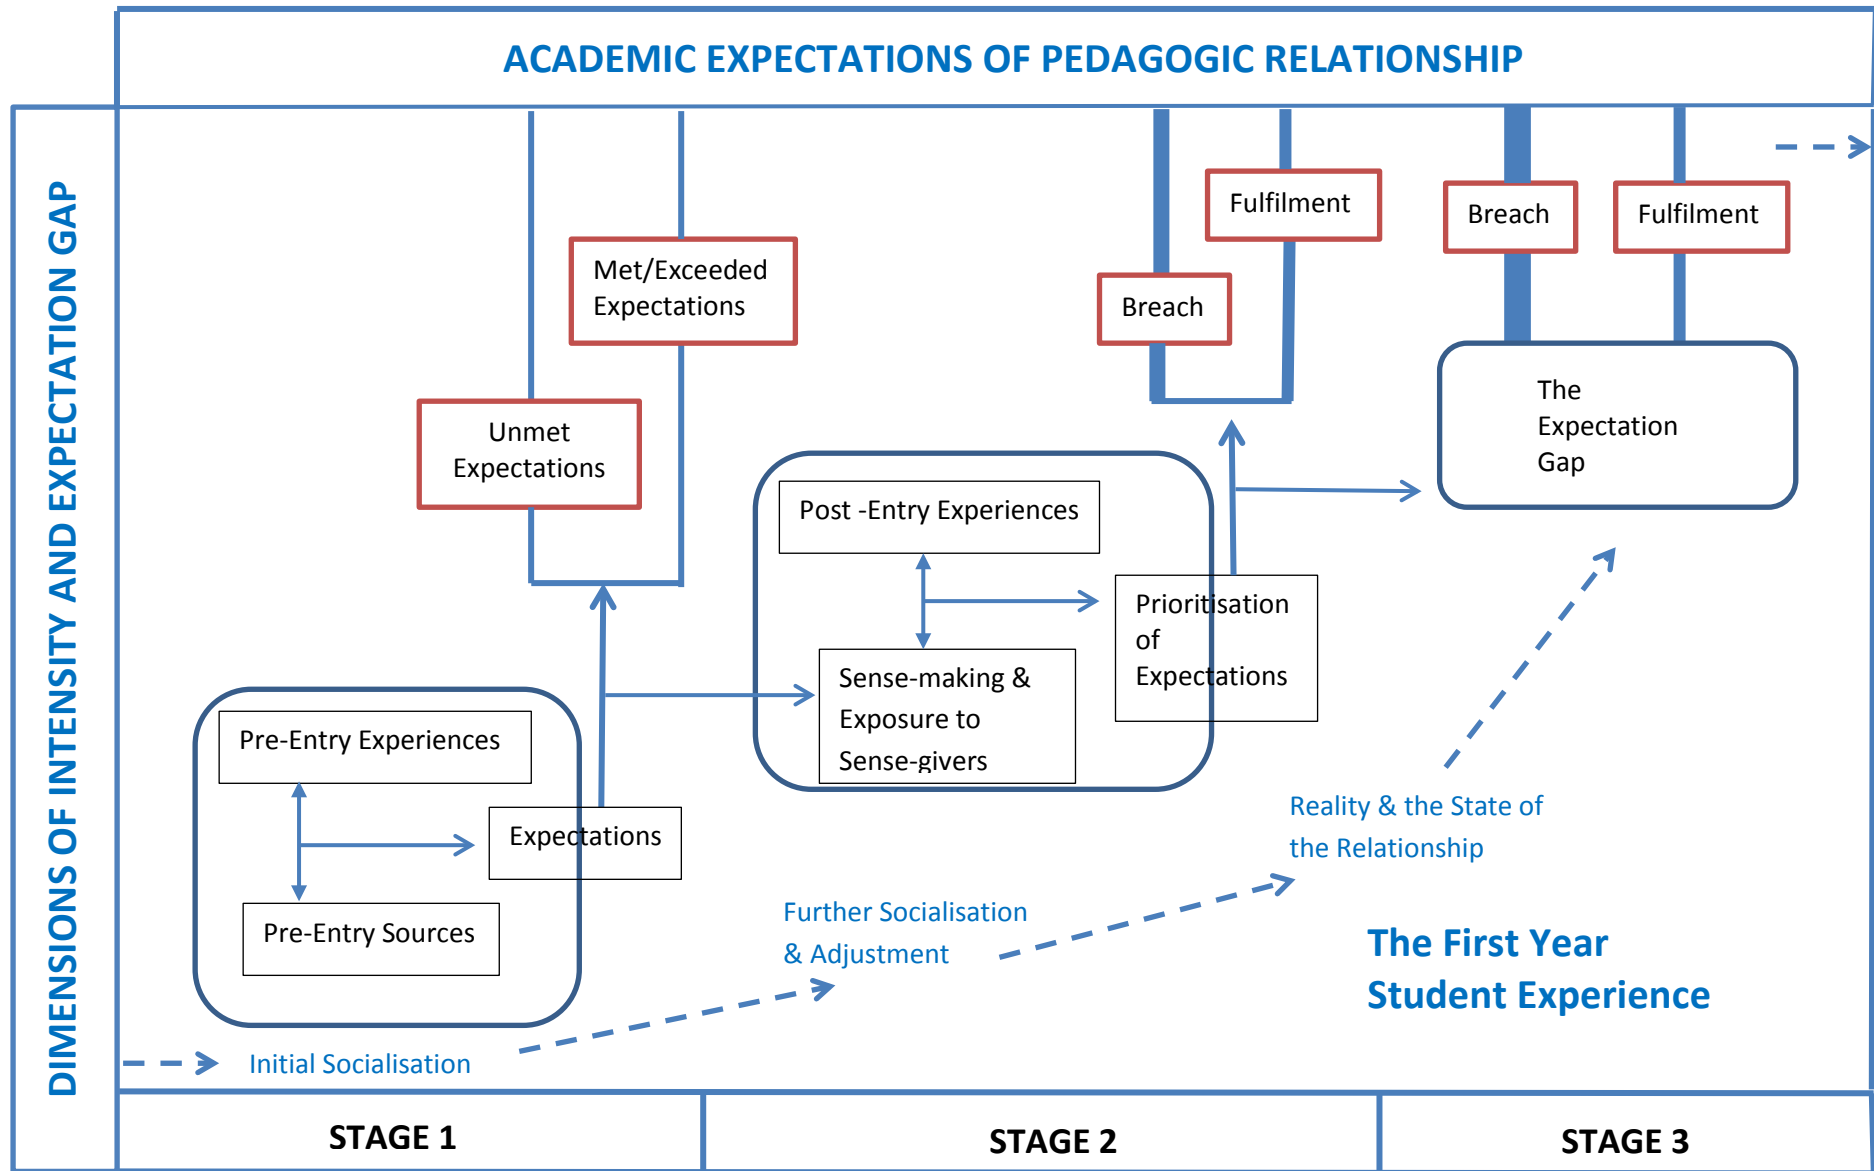 ACADEMIC EXPECTATIONS OF PEDAGOGIC RELATIONSHIP
DIMENSIONS OF INTENSITY AND EXPECTATION GAP
Unmet
Expectations
Met/Exceeded
Expectations
Breach
Fulfilment
Breach
Fulfilment
The
Expectation
Gap
Pre-Entry Experiences
Expectations
Pre-Entry Sources
Post -Entry Experiences
Sense-making &
Exposure to
Sense-givers
Prioritisation
of
Expectations
Initial Socialisation
Further Socialisation
& Adjustment
Reality & the State of
the Relationship
The First Year
Student Experience
STAGE 1
STAGE 2
STAGE 3